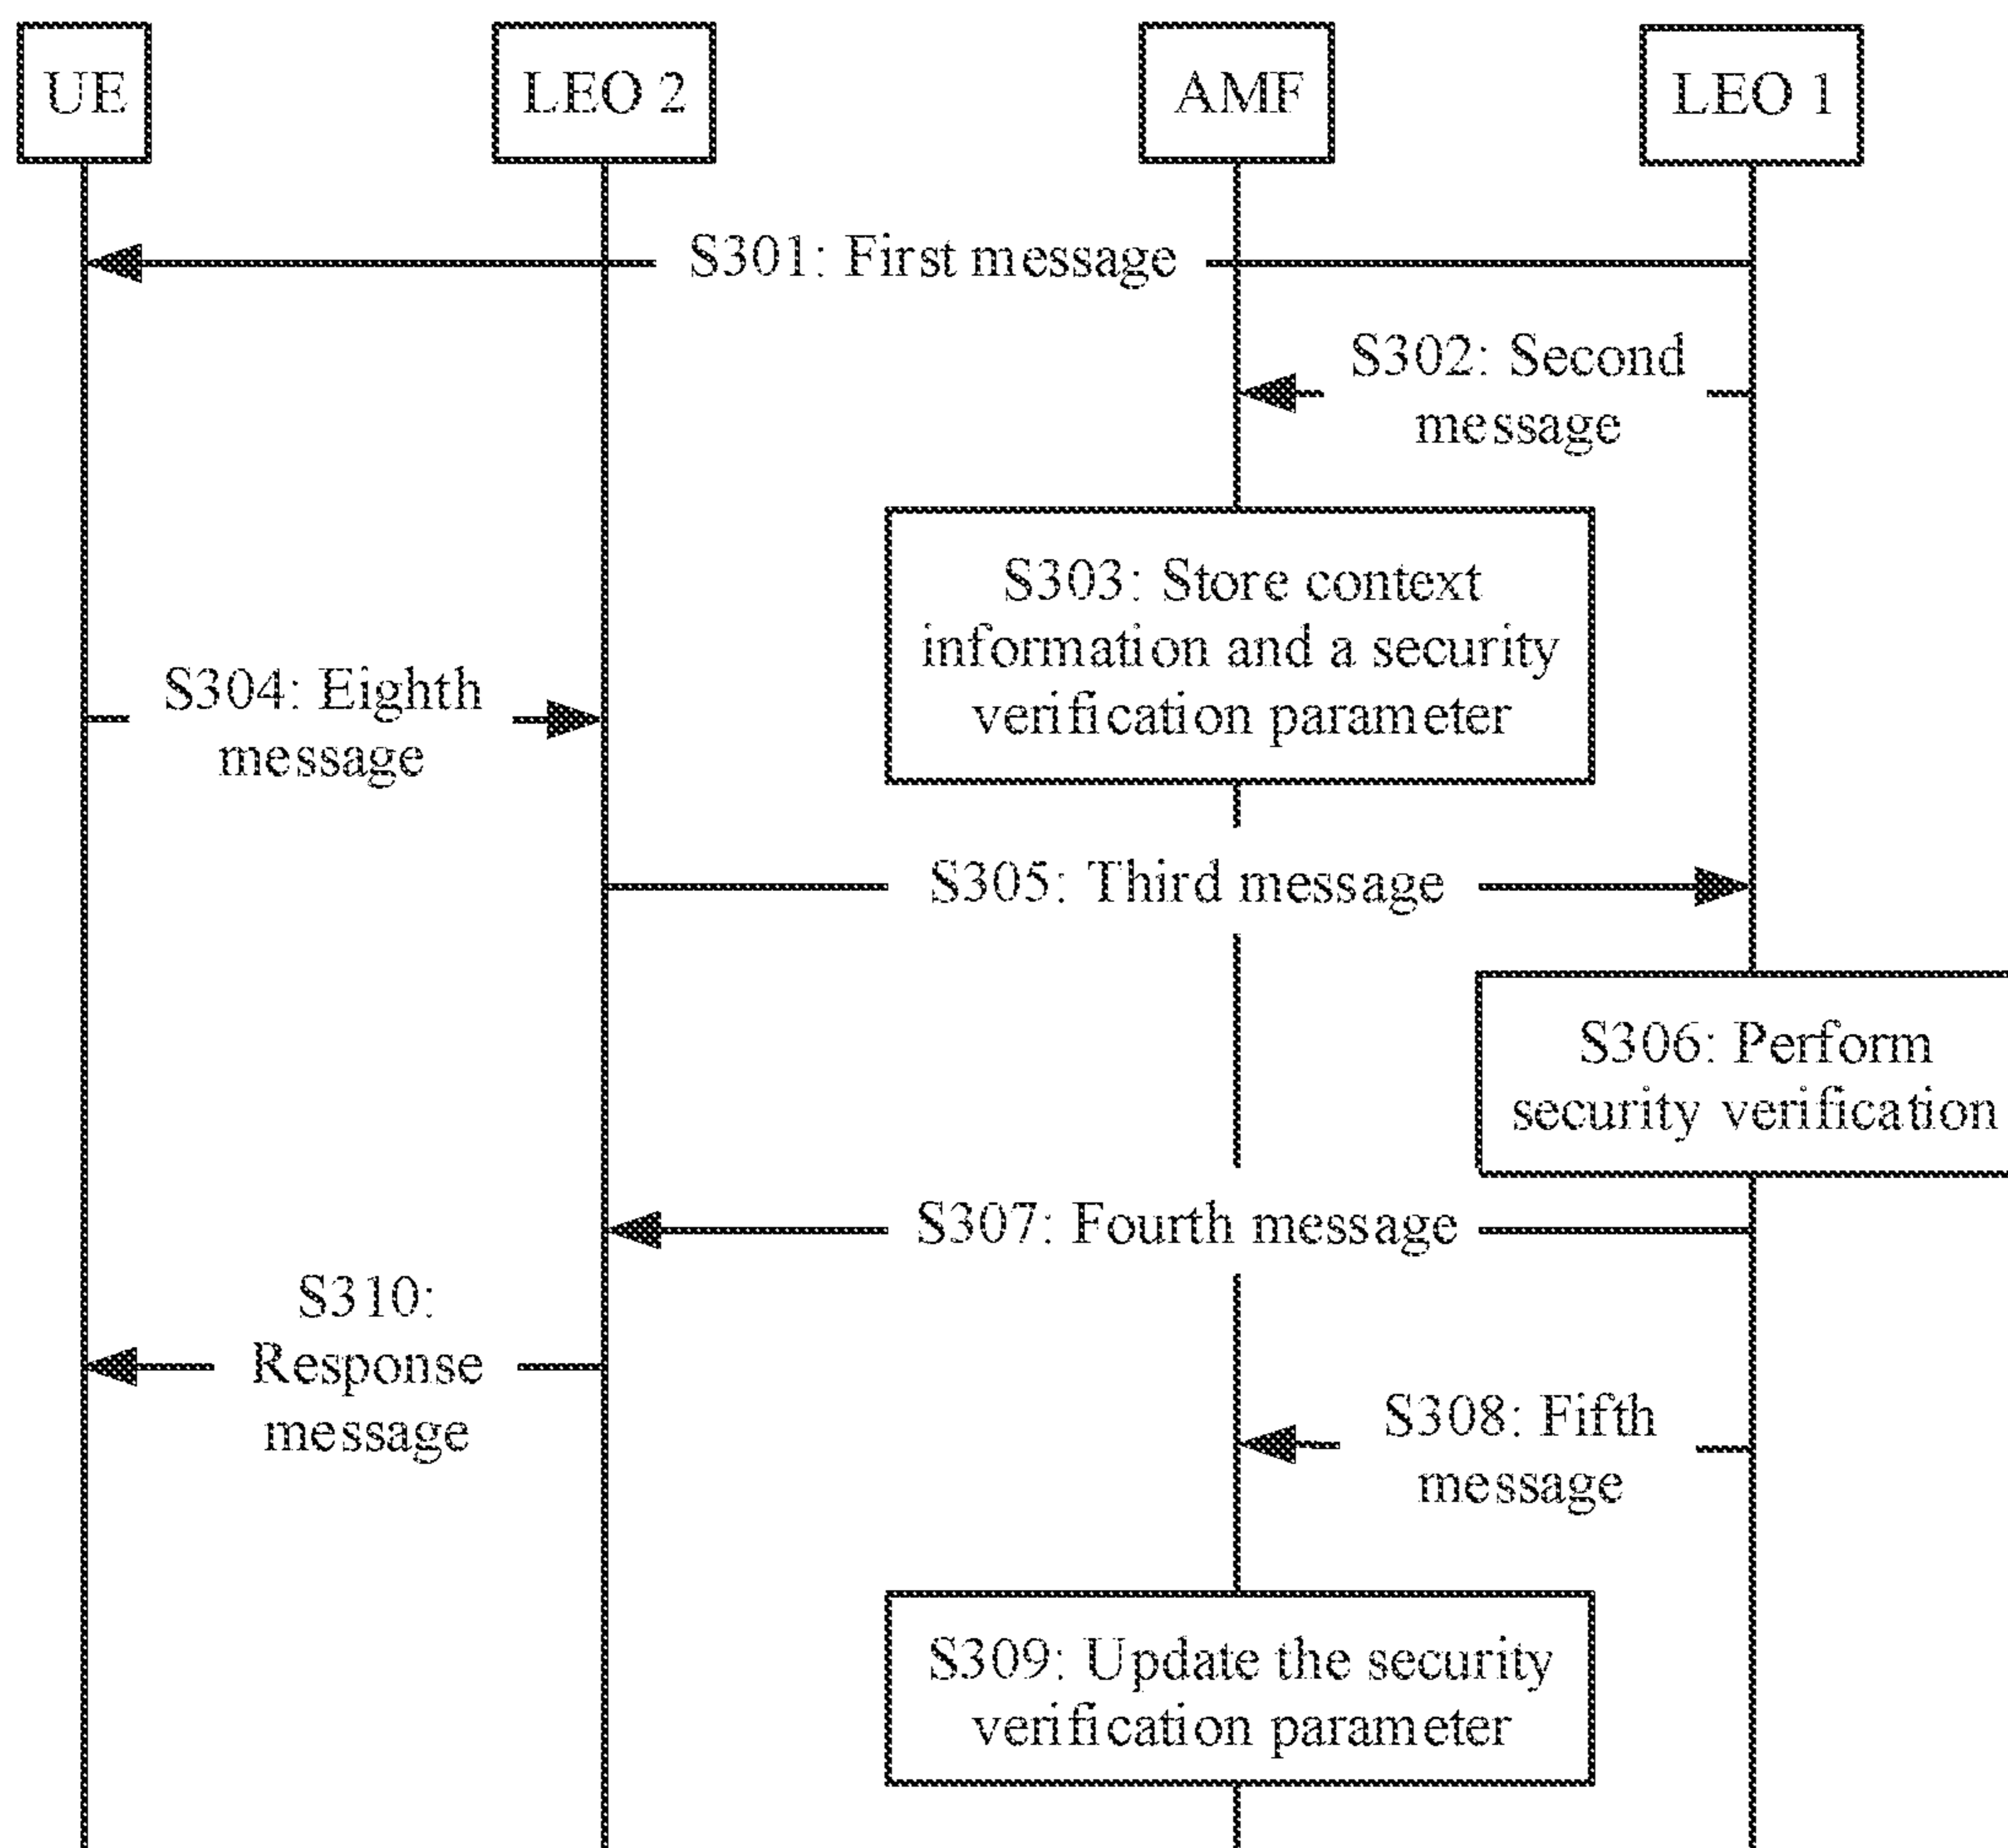 UE
LEO 2
AMF
LEO 1
S301: First message
S302: Second
message
S303: Store context
information and a security
verification parameter
S304: Eighth
message
S305: Third message
S306: Perform
security verification
S307: Fourth message
S310:
Response
message
S308: Fifth
message
S309: Update the security
verification parameter